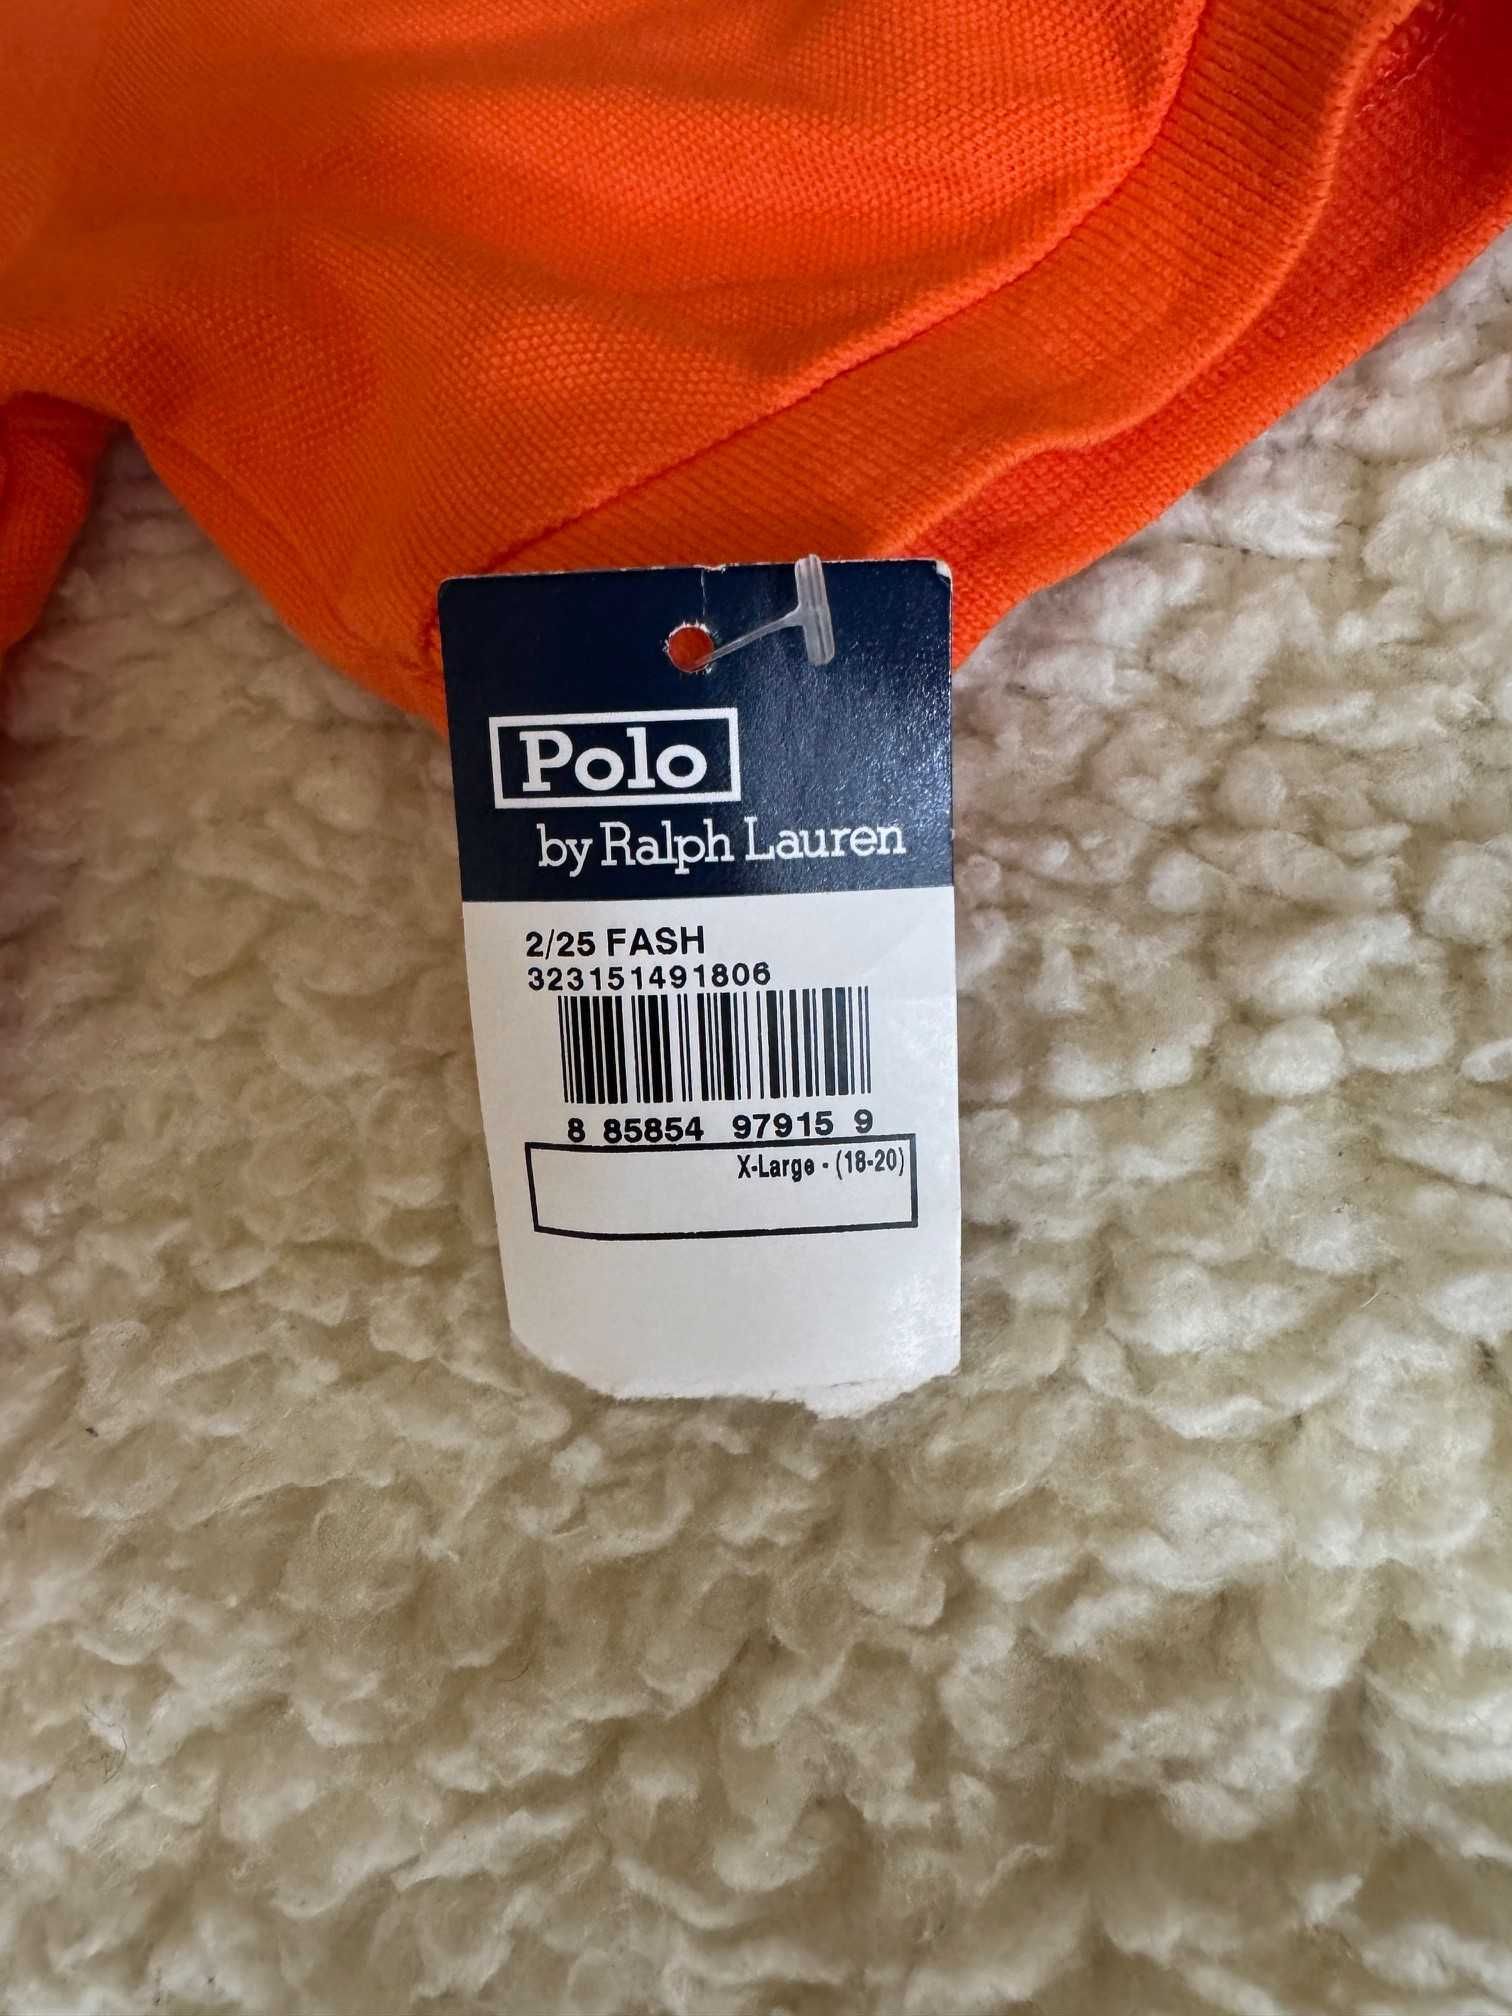 Polo
by Ralph Lauren
2/25 FASH
323151491806
8 85854 97915 9
X-Large - (18-20)